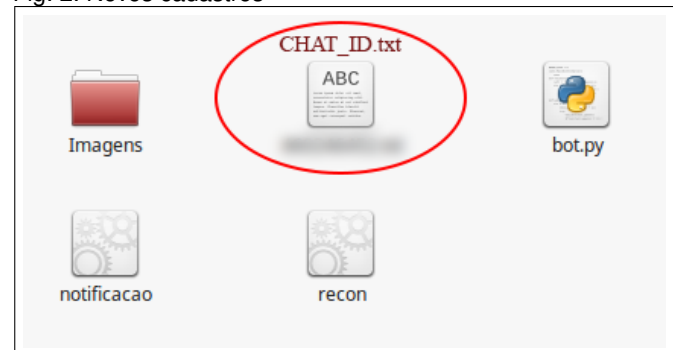 Fig. 2. Novos cadastros
CHAT_ID.txt
ABC
Imagens
bot.py
notificacao
recon